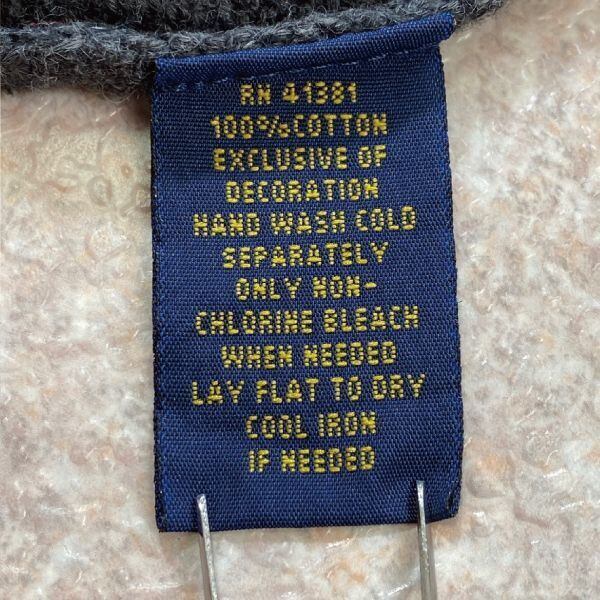 RN 41381
100%COTTON
EXCLUSIVE OF
DECORATION
HAND WASH COLD
SEPARATELY
ONLY NON-
CHLORINE BLEACH
WHEN NEEDED
LAY FLAT TO DRY
COOL IRON
IF NEEDED